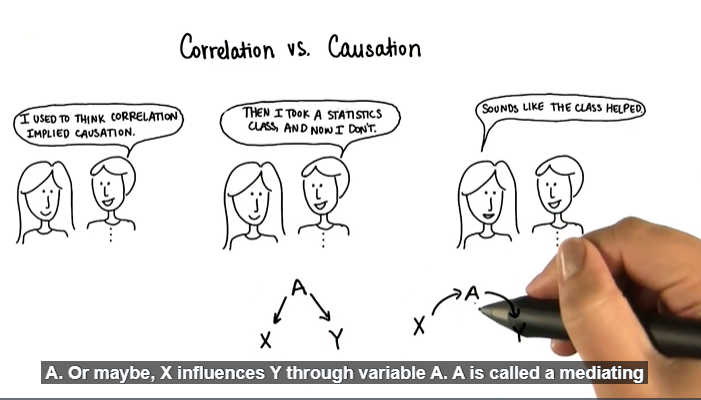 Correlation vs. Causation
I USED TO THINK CORRELATION
IMPLIED CAUSATION.
THEN I TOOK A STATISTICS
CLASS, AND NOW I DON'T.
SOUNDS LIKE THE CLASS HELPED.
A
X
Y
X
A
Y
A. Or maybe, X influences Y through variable A. A is called a mediating